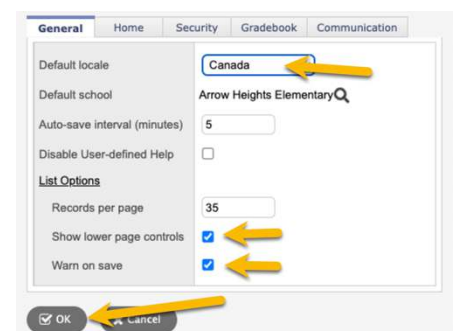 General Home Security Gradebook Communication
Default locale Canada
Default school Arrow Heights Elementary
Auto-save interval (minutes) 5
Disable User-defined Help
List Options
Records per page 35
Show lower page controls
Warn on save
OK Cancel